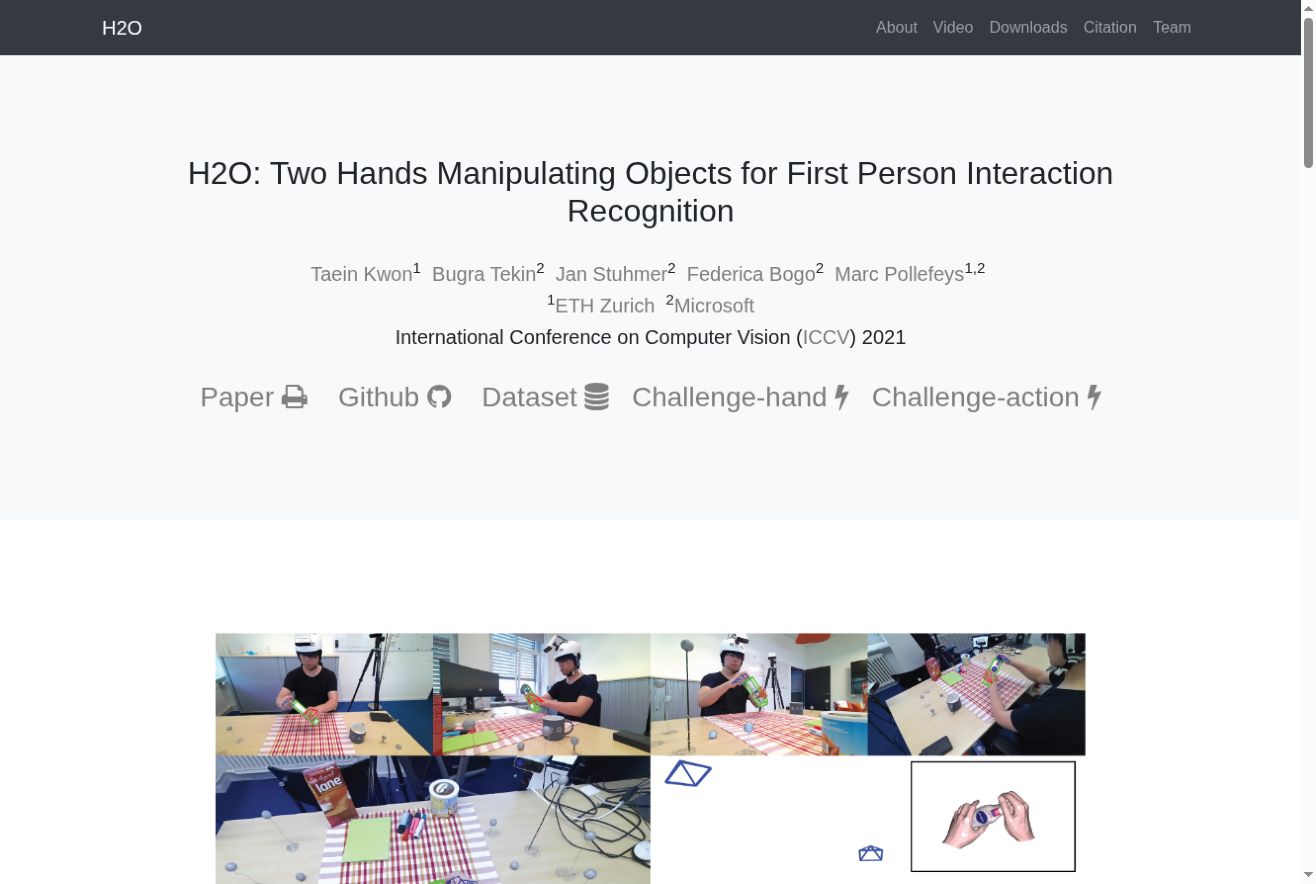 H2O
About Video Downloads Citation Team
H2O: Two Hands Manipulating Objects for First Person Interaction
Recognition
Taein Kwon1 Bugra Tekin2 Jan Stuhmer2 Federica Bogo2 Marc Pollefeys1,2
1ETH Zurich 2Microsoft
International Conference on Computer Vision (ICCV) 2021
Paper Github Dataset Challenge-hand Challenge-action
lane